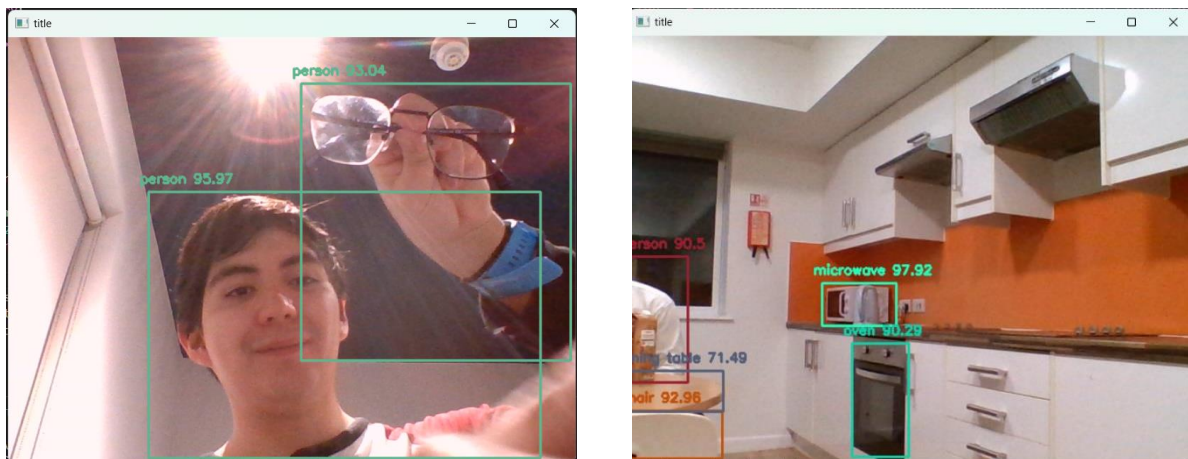 title
person 93.04
person 95.97
title
erson 90.5
microwave 97.92
oven 90.29
ning table 71.49
hair 92.96